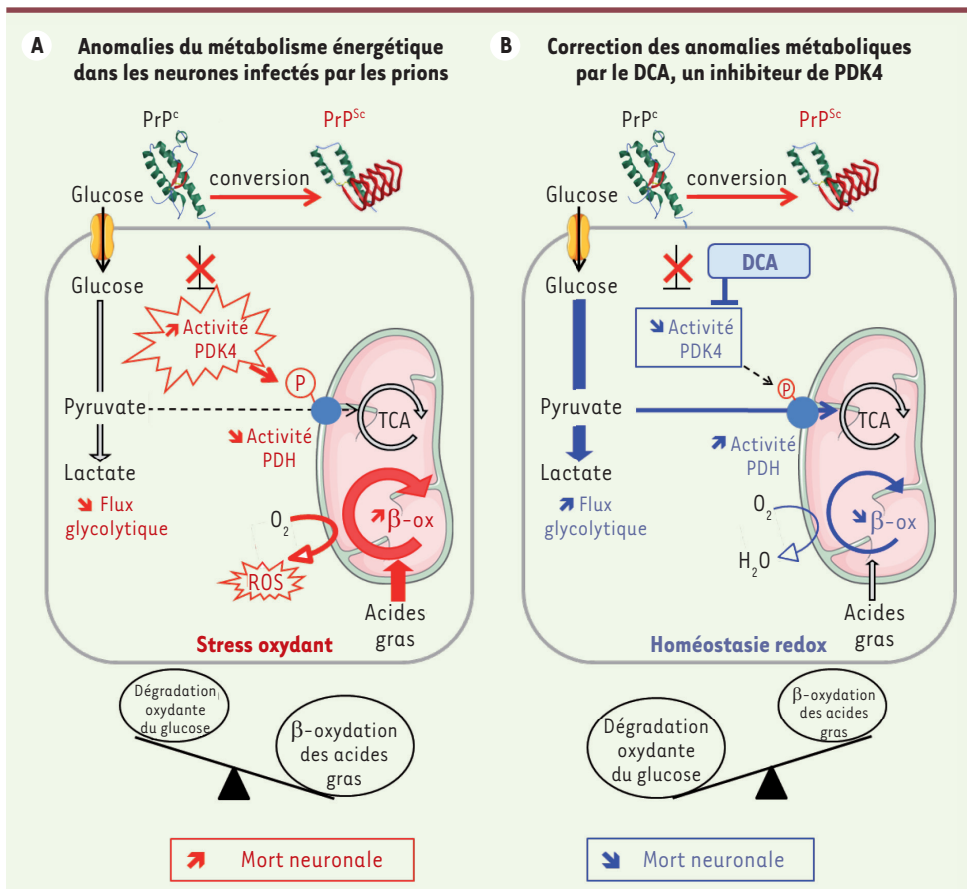 A
Anomalies du métabolisme énergétique
dans les neurones infectés par les prions
PrPc
PrPSc
conversion
Glucose
Glucose
Activité
PDK4
P
Pyruvate
TCA
Activité
PDH
Lactate
Flux
glycolytique
O2
β-ox
ROS
Acides
gras
Stress oxydant
Dégradation
oxydante
du glucose
β-oxydation
des acides
gras
Mort neuronale
B
Correction des anomalies métaboliques
par le DCA, un inhibiteur de PDK4
PrPc
PrPSc
conversion
Glucose
DCA
Glucose
Activité
PDK4
P
Pyruvate
TCA
Activité
PDH
Lactate
Flux
glycolytique
O2
β-ox
H2O
Acides
gras
Homéostasie redox
β-oxydation
des acides
gras
Dégradation
oxydante
du glucose
Mort neuronale